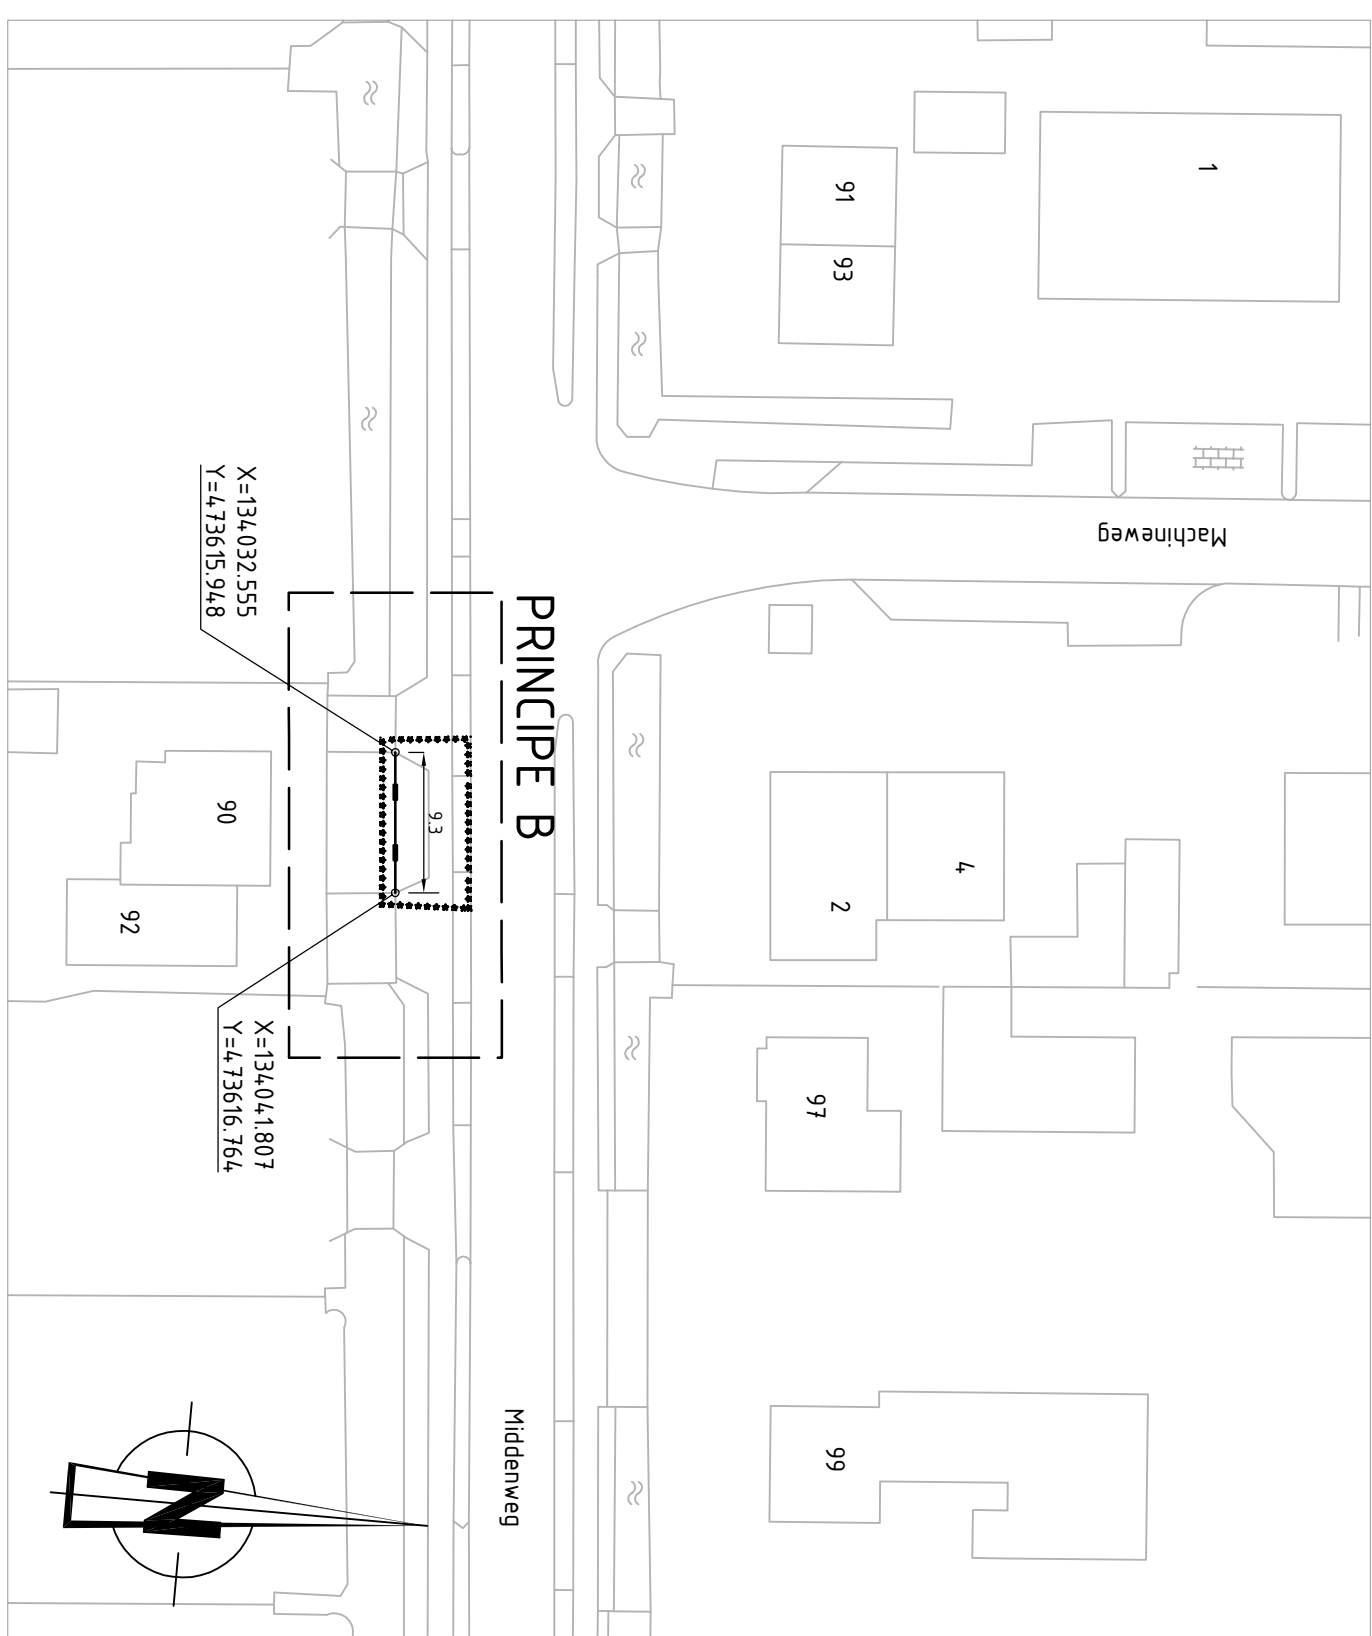 1
91
93
Machineweg
X=134032.555
Y=473615.948
PRINCIPE B
9.3
90
92
4
2
X=134041.807
Y=473616.764
97
99
Middenweg
N